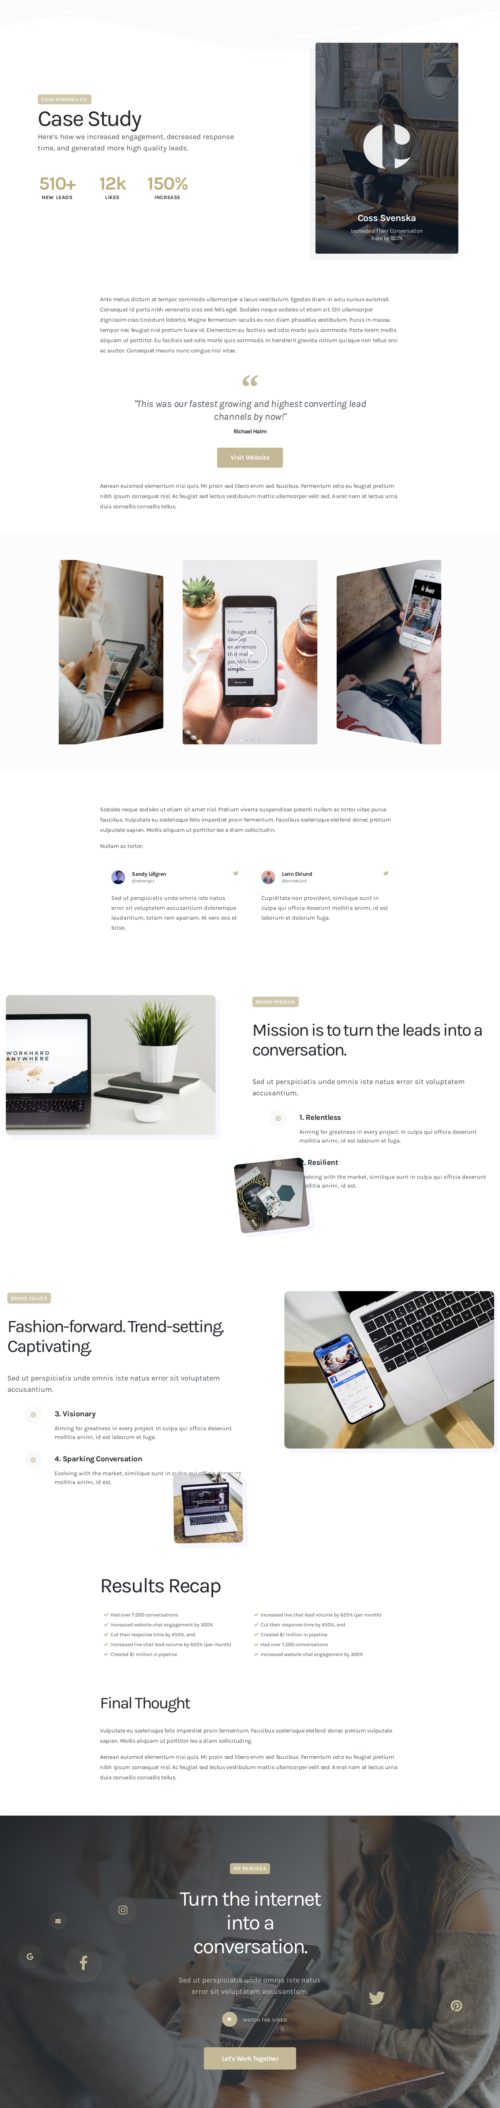 COSS SVENSKA CO.
Case Study
Here's how we increased engagement, decreased response
time, and generated more high quality leads.
510+
NEW LEADS
12k
LIKES
150%
INCREASE
Coss Svenska
Increased Their Conversation
Rate by 150%
Ante metus dictum at tempor commodo ullamcorper a lacus vestibulum. Egestas diam in arcu cursus euismod.
Consequat id porta nibh venenatis cras sed felis eget. Sodales neque sodales ut etiam sit. Elit ullamcorper
dignissim cras tincidunt lobortis. Magna fermentum iaculis eu non diam phasellus vestibulum. Purus in massa
tempor nec feugiat nisl pretium fusce id. Elementum eu facilisis sed odio morbi quis commodo. Porta lorem mollis
aliquam ut porttitor. Eu facilisis sed odio morbi quis commodo. In hendrerit gravida rutrum quisque non tellus orci
ac auctor. Consequat mauris nunc congue nisi vitae.
"This was our fastest growing and highest converting lead
channels by now!"
Richael Halm
Visit Website
Aenean euismod elementum nisi quis. Mi proin sed libero enim sed faucibus. Fermentum odio eu feugiat pretium
nibh ipsum consequat nisl. Ac feugiat sed lectus vestibulum mattis ullamcorper velit sed. A erat nam at lectus urna
duis convallis convallis tellus.
I design and
develop
experiences
that make
people's lives
simple.
Sodales neque sodales ut etiam sit amet nisl. Pretium viverra suspendisse potenti nullam ac tortor vitae purus
faucibus. Vulputate eu scelerisque felis imperdiet proin fermentum. Faucibus scelerisque eleifend donec pretium
vulputate sapien. Mollis aliquam ut porttitor leo a diam sollicitudin.
Nullam ac tortor:
Sandy Löfgren
Sed ut perspiciatis unde omnis iste natus
error sit voluptatem accusantium doloremque
laudantium, totam rem aperiam. At vero eos et
bitse.
Lorin Eklund
Cupiditate non provident, similique sunt in
culpa qui officia deserunt mollitia animi, id est
laborum et dolorum fuga.
WORKHARD
ANYWHERE
BRAND MISSION
Mission is to turn the leads into a
conversation.
Sed ut perspiciatis unde omnis iste natus error sit voluptatem
accusantium.
1. Relentless
Aiming for greatness in every project. In culpa qui officia deserunt
mollitia animi, id est laborum et fuga.
2. Resilient
volving with the market, similique sunt in culpa qui officia deserunt
ollitia animi, id est.
BRAND VALUES
Fashion-forward. Trend-setting.
Captivating.
Sed ut perspiciatis unde omnis iste natus error sit voluptatem
accusantium.
3. Visionary
Aiming for greatness in every project. In culpa qui officia deserunt
mollitia animi, id est laborum et fuga.
4. Sparking Conversation
Evolving with the market, similique sunt in culpa qui officia deserunt
mollitia animi, id est.
Results Recap
Had over 7,000 conversations
Increased website chat engagement by 300%
Cut their response time by 450%, and
Increased live chat lead volume by 625% (per month)
Created $1 million in pipeline
Increased live chat lead volume by 625% (per month)
Cut their response time by 450%, and
Created $1 million in pipeline
Had over 7,000 conversations
Increased website chat engagement by 300%
Final Thought
Vulputate eu scelerisque felis imperdiet proin fermentum. Faucibus scelerisque eleifend donec pretium vulputate
sapien. Mollis aliquam ut porttitor leo a diam sollicituding.
Aenean euismod elementum nisi quis. Mi proin sed libero enim sed faucibus. Fermentum odio eu feugiat pretium
nibh ipsum consequat nisl. Ac feugiat sed lectus vestibulum mattis ullamcorper velit sed. A erat nam at lectus urna
duis convallis convallis tellus.
MY SERVICES
Turn the internet
into a
conversation.
Sed ut perspiciatis unde omnis iste natus
error sit voluptatem accusantium.
WATCH THE VIDEO
Let's Work Together